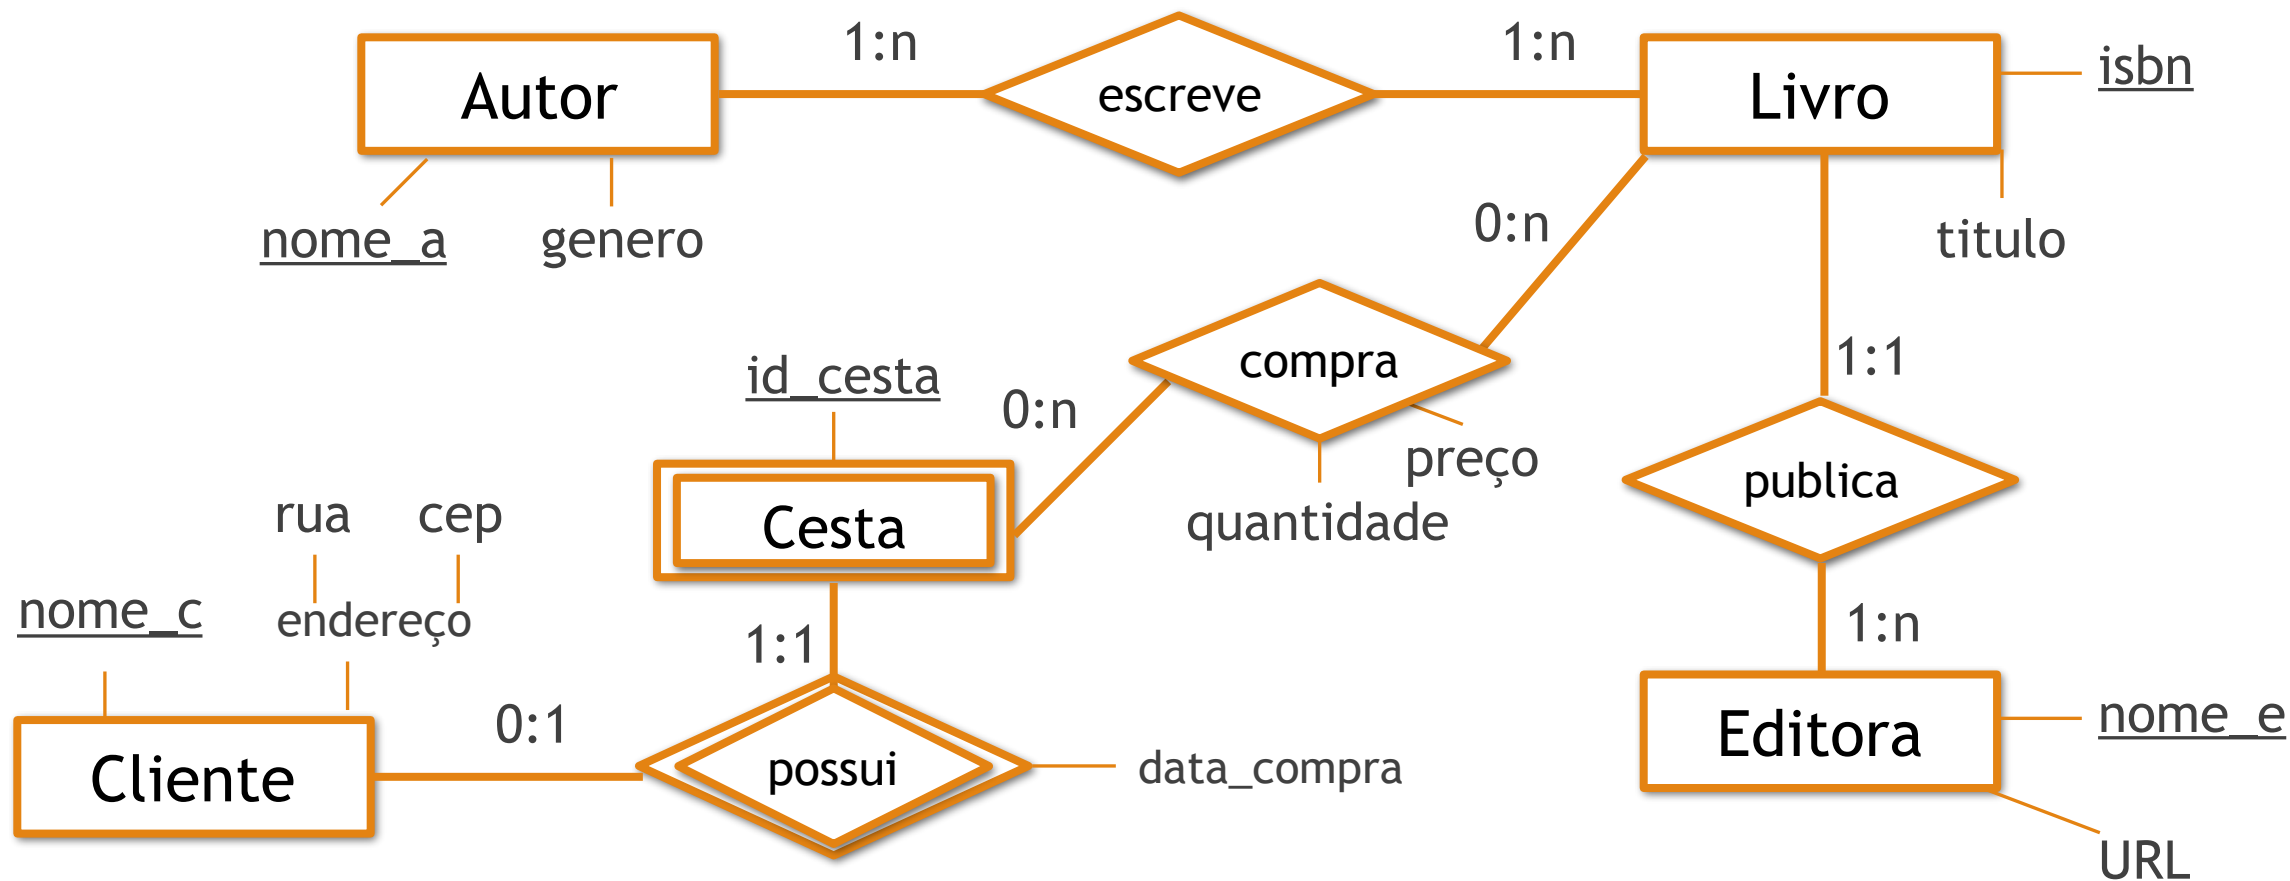 1:n
1:n
Autor
escreve
Livro
isbn
nome_a
genero
0:n
titulo
id_cesta
0:n
compra
1:1
preço
quantidade
publica
rua
cep
Cesta
nome_c
endereço
1:1
1:n
0:1
Cliente
possui
data_compra
Editora
nome_e
URL